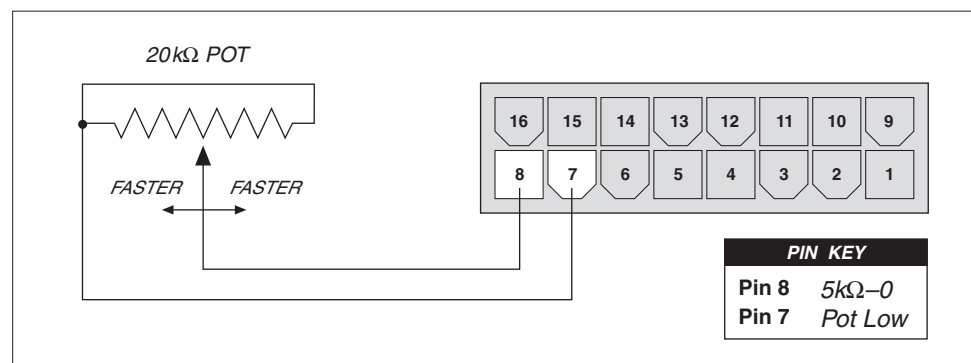 20kΩ POT
FASTER FASTER
16 15 14 13 12 11 10 9
8 7 6 5 4 3 2 1
PIN KEY
Pin 8 5kΩ–0
Pin 7 Pot Low